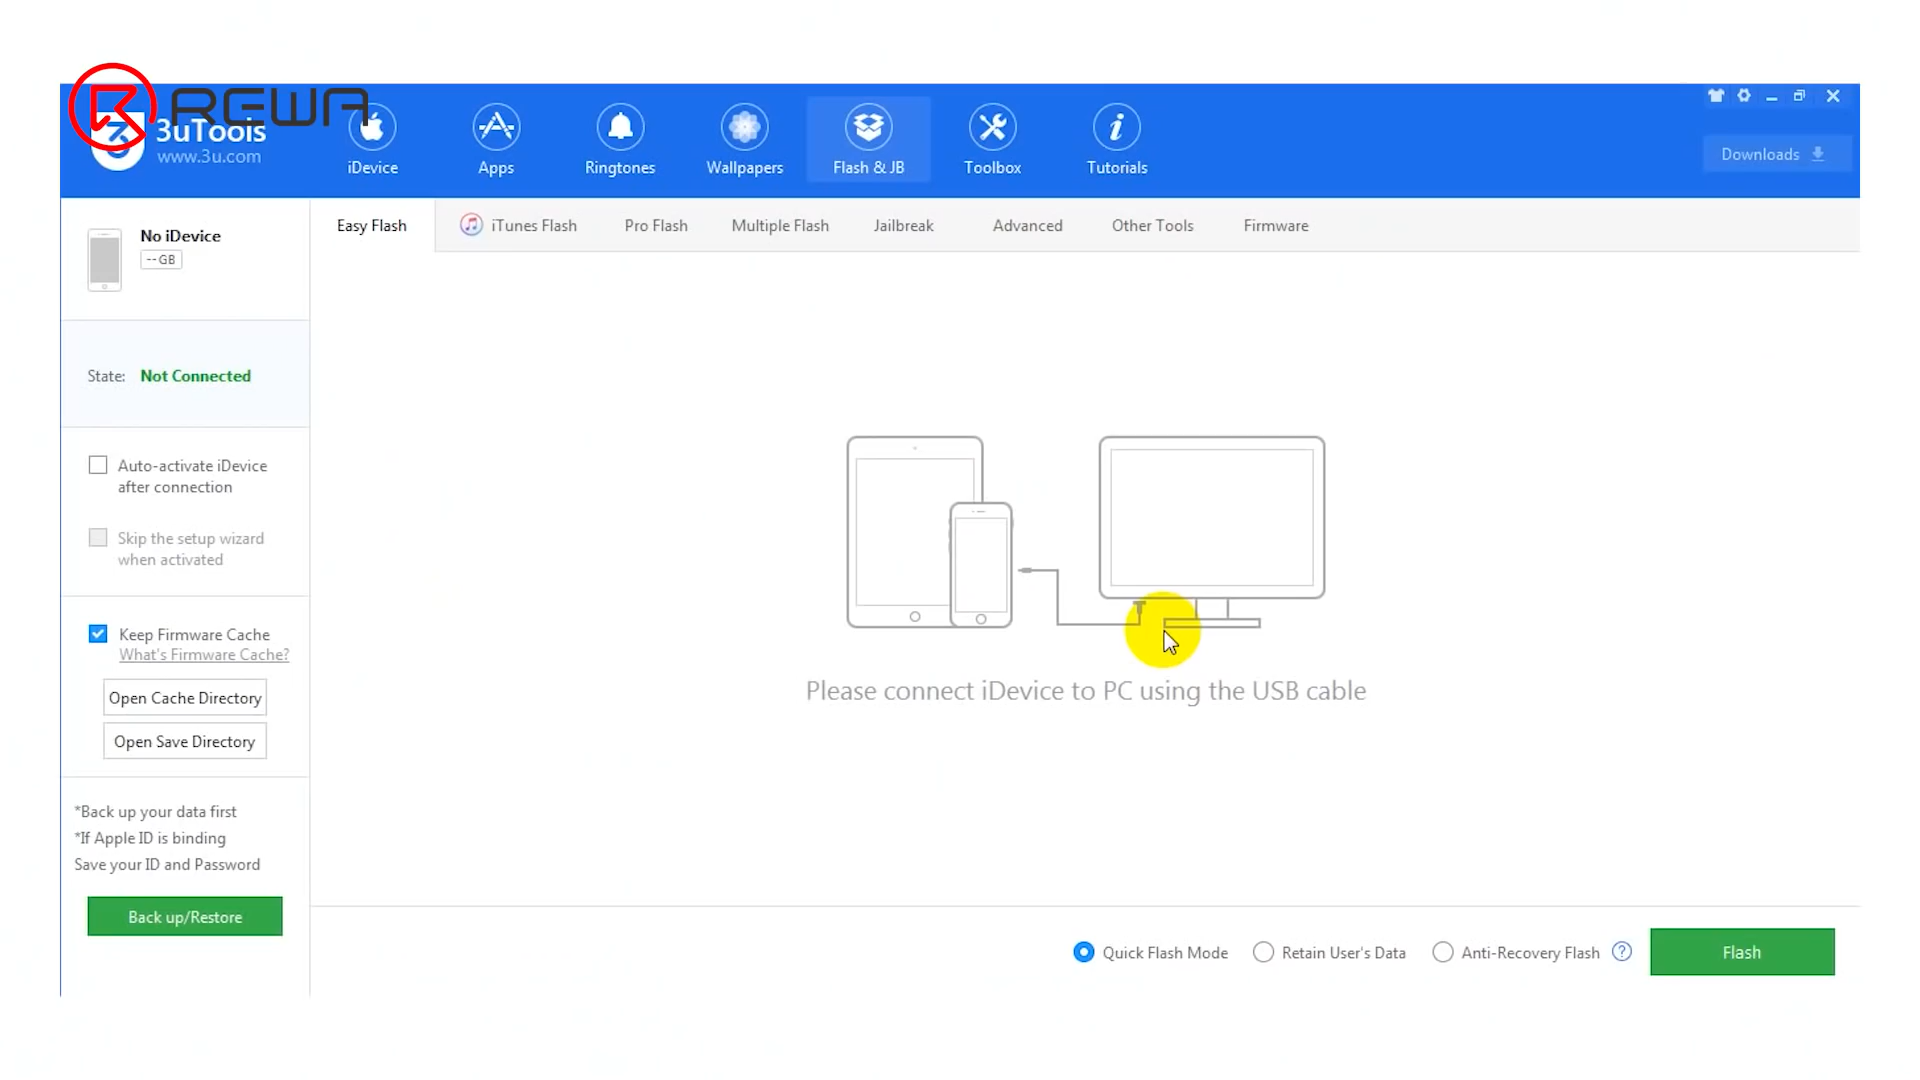 REWA
3uTools
www.3u.com
iDevice
Apps
Ringtones
Wallpapers
Flash & JB
Toolbox
Tutorials
Downloads
No iDevice
--GB
Easy Flash
iTunes Flash
Pro Flash
Multiple Flash
Jailbreak
Advanced
Other Tools
Firmware
State: Not Connected
Auto-activate iDevice
after connection
Skip the setup wizard
when activated
Keep Firmware Cache
What's Firmware Cache?
Open Cache Directory
Open Save Directory
*Back up your data first
*If Apple ID is binding
Save your ID and Password
Back up/Restore
Please connect iDevice to PC using the USB cable
Quick Flash Mode
Retain User's Data
Anti-Recovery Flash
?
Flash